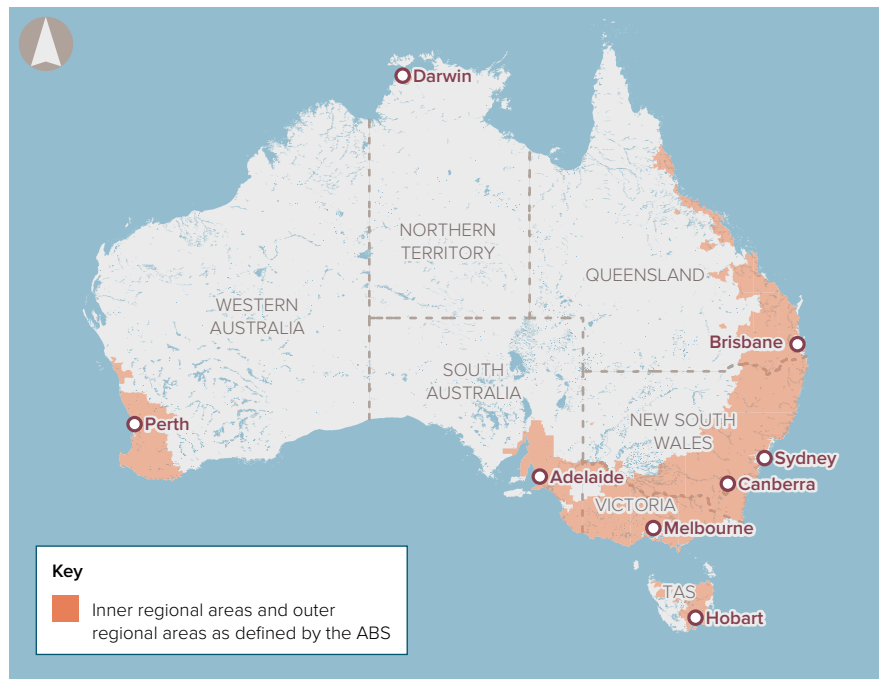 Darwin
NORTHERN
TERRITORY
QUEENSLAND
WESTERN
AUSTRALIA
Brisbane
SOUTH
AUSTRALIA
Perth
NEW SOUTH
WALES
Sydney
Adelaide
Canberra
VICTORIA
Melbourne
Key
Inner regional areas and outer
regional areas as defined by the ABS
TAS
Hobart